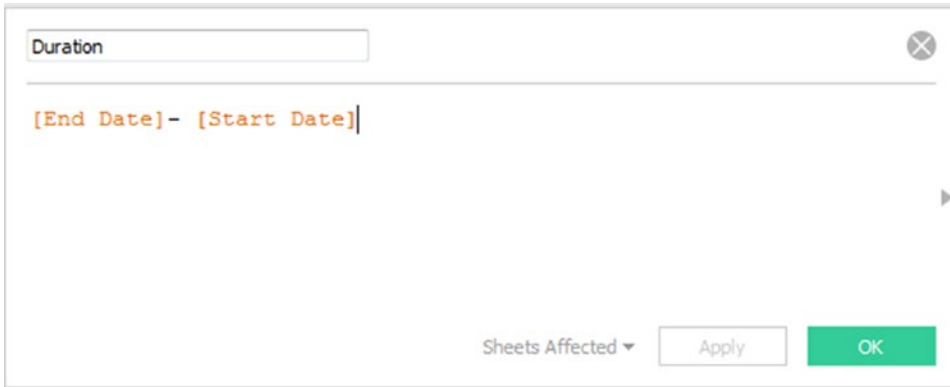 Duration
[End Date]- [Start Date]
Sheets Affected
Apply
OK